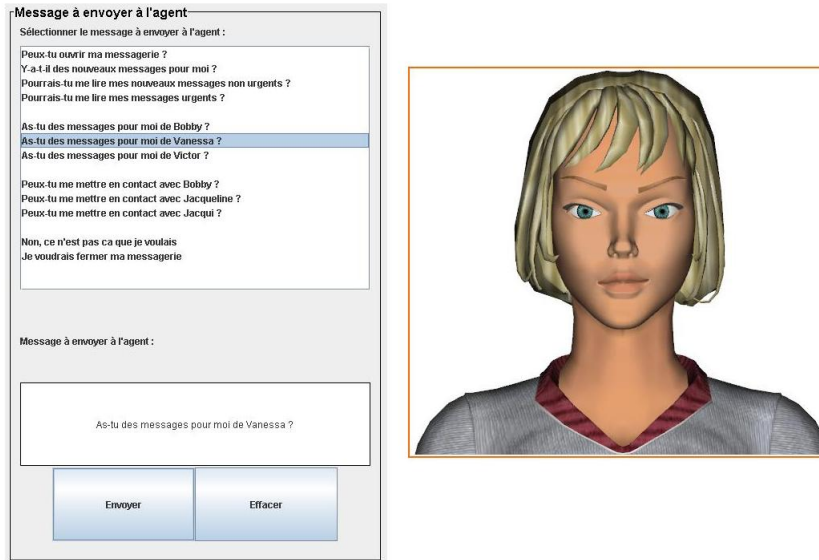 Message à envoyer à l'agent
Sélectionner le message à envoyer à l'agent :
Peux-tu ouvrir ma messagerie ?
Y-a-t-il des nouveaux messages pour moi ?
Pourrais-tu me lire mes nouveaux messages non urgents ?
Pourrais-tu me lire mes messages urgents ?
As-tu des messages pour moi de Bobby ?
As-tu des messages pour moi de Vanessa ?
As-tu des messages pour moi de Victor ?
Peux-tu me mettre en contact avec Bobby ?
Peux-tu me mettre en contact avec Jacqueline ?
Peux-tu me mettre en contact avec Jacqui ?
Non, ce n'est pas ca que je voulais
Je voudrais fermer ma messagerie
Message à envoyer à l'agent :
As-tu des messages pour moi de Vanessa ?
Envoyer
Effacer